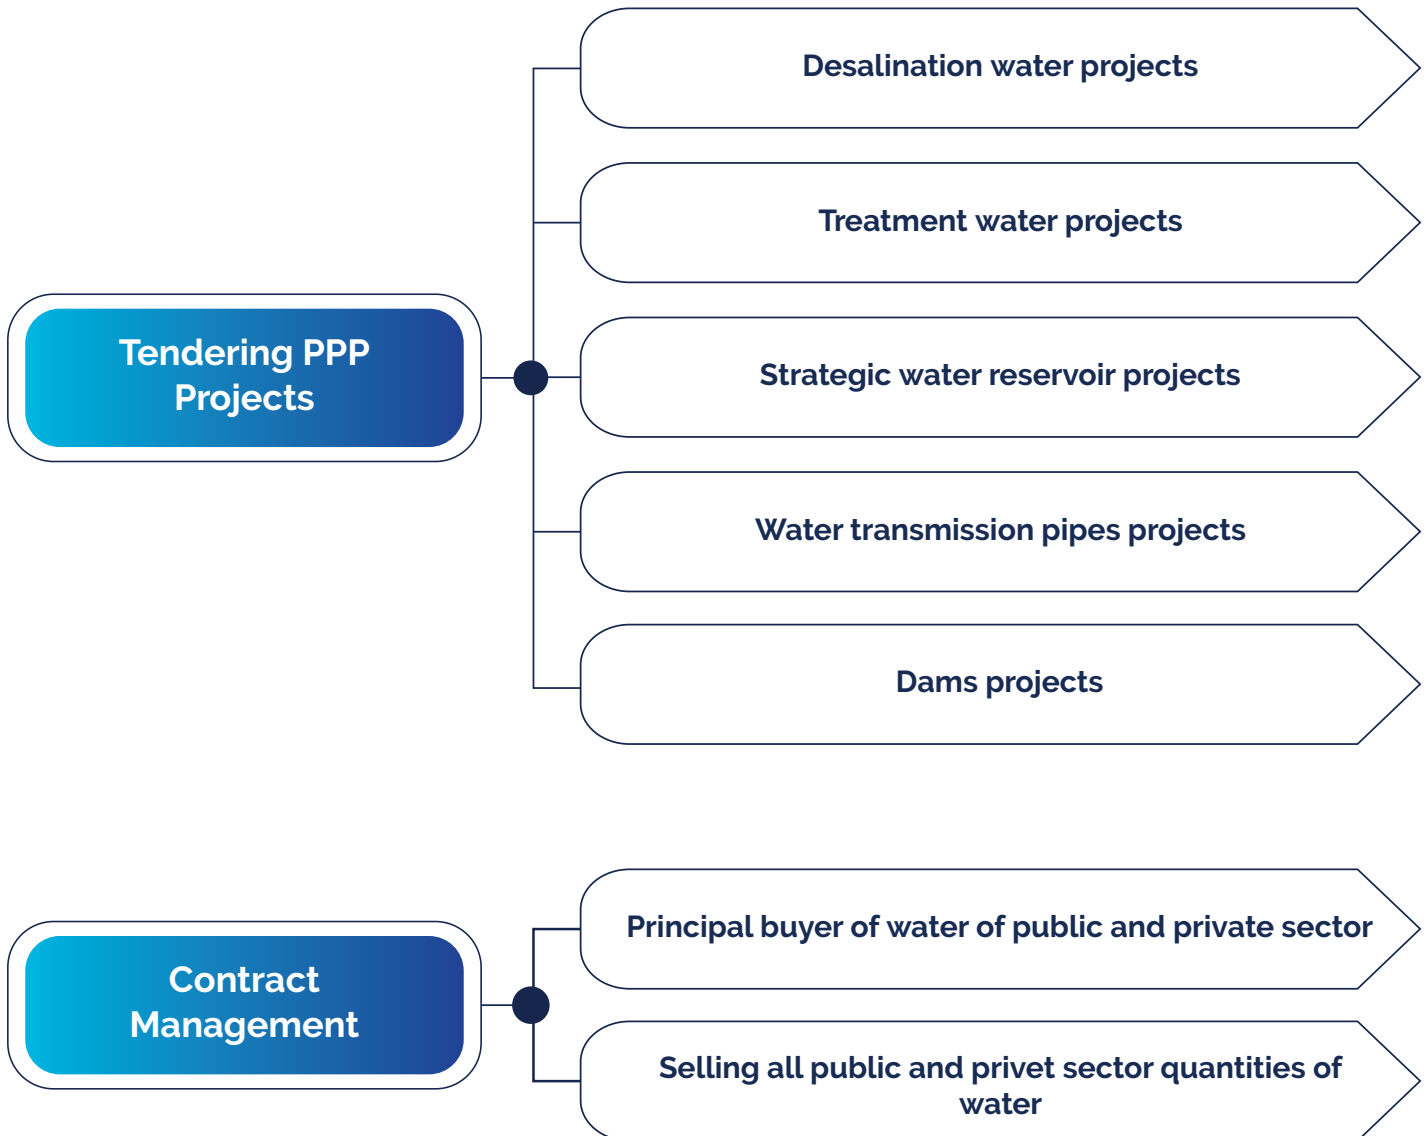 Desalination water projects
Treatment water projects
Tendering PPP
Projects
Strategic water reservoir projects
Water transmission pipes projects
Dams projects
Contract
Management
Principal buyer of water of public and private sector
Selling all public and privet sector quantities of
water